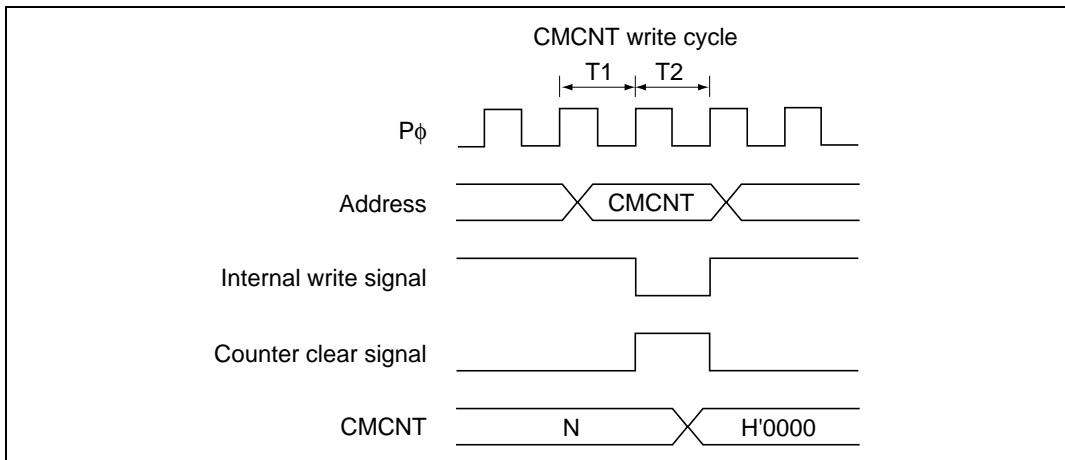 CMCNT write cycle
T1 T2
Pϕ
Address CMCNT
Internal write signal
Counter clear signal
CMCNT N H'0000